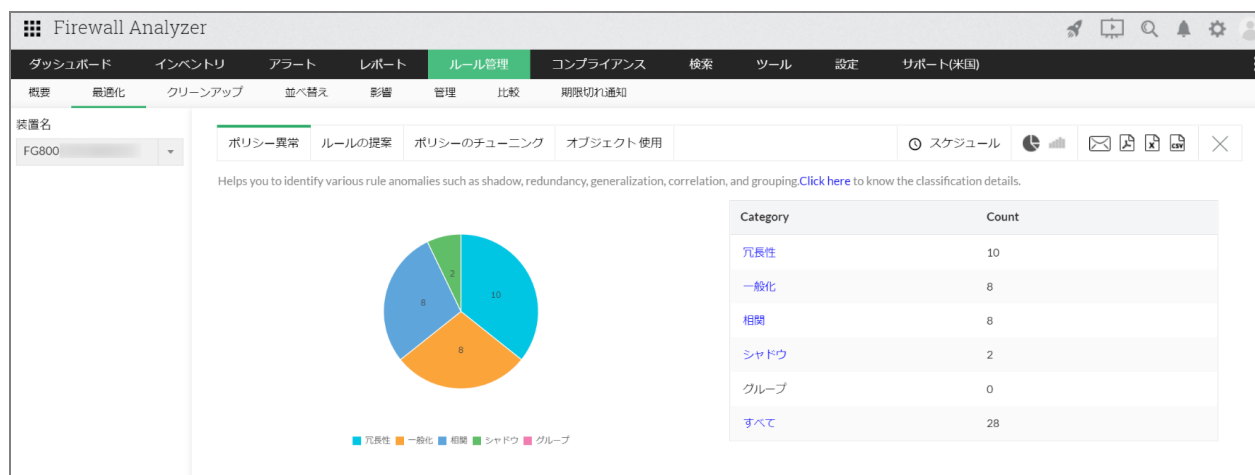 Firewall Analyzer
ダッシュボード インベントリ アラート レポート ルール管理 コンプライアンス 検索 ツール 設定 サポート(米国)
概要 最適化 クリーンアップ 並べ替え 影響 管理 比較 期限切れ通知
装置名
FG800
ポリシー異常 ルールの提案 ポリシーのチューニング オブジェクト使用 スケジュール CSV
Helps you to identify various rule anomalies such as shadow, redundancy, generalization, correlation, and grouping.Click here to know the classification details.
Category Count
冗長性 10
一般化 8
相関 8
シャドウ 2
グループ 0
すべて 28
2
10
8
8
冗長性 一般化 相関 シャドウ グループ